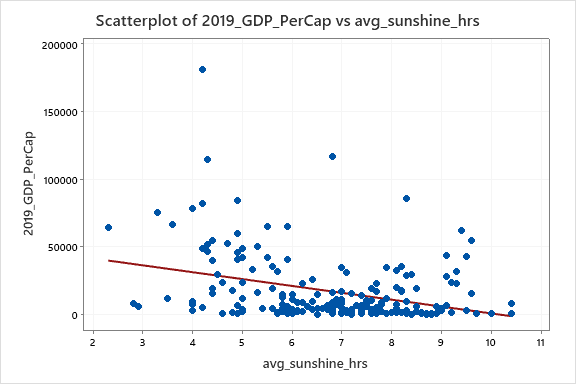 Scatterplot of 2019_GDP_PerCap vs avg_sunshine_hrs
200000
150000
100000
50000
0
2019_GDP_PerCap
2 3 4 5 6 7 8 9 10 11
avg_sunshine_hrs